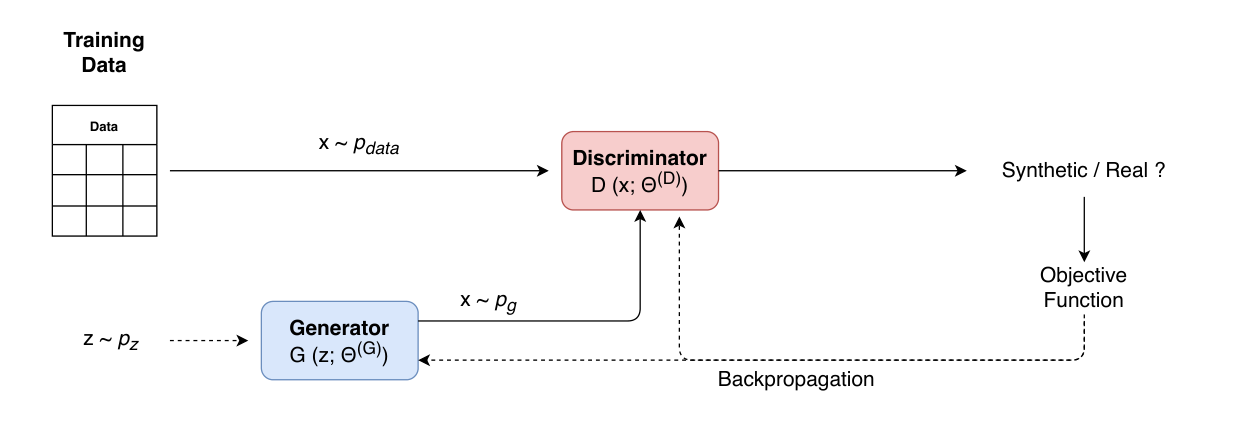 Training
Data
Data
x ~ p_data
Discriminator
D (x; Θ^(D))
Synthetic / Real ?
Objective
Function
x ~ p_g
z ~ p_z
Generator
G (z; Θ^(G))
Backpropagation